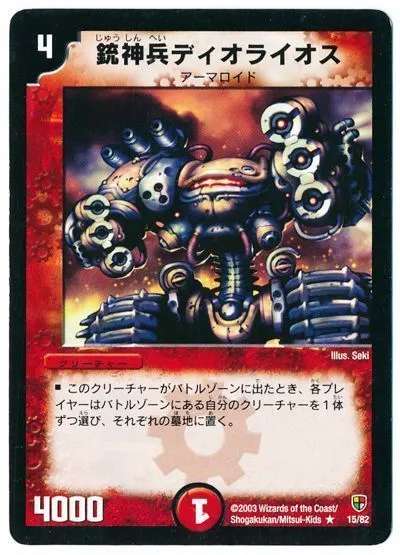 4
じゅう しん へい
銃神兵ディオライオス
アーマロイド
Illus. Seki
クリーチャー
■ このクリーチャーがバトルゾーンに出たとき、各プレ
イヤーはバトルゾーンにある自分のクリーチャーを1体
ずつ選び、それぞれの墓地に置く。
4000
1
©2003 Wizards of the Coast/
Shogakukan/Mitsui-Kids ★ 15/82